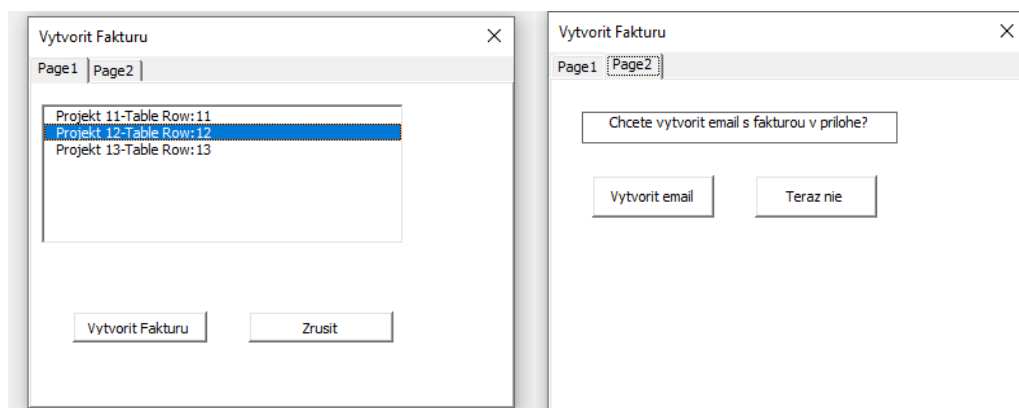 Vytvorit Fakturu
Page1 Page2
Projekt 11-Table Row:11
Projekt 12-Table Row:12
Projekt 13-Table Row:13
Vytvorit Fakturu Zrusit
Vytvorit Fakturu
Page1 Page2
Chcete vytvorit email s fakturou v prilohe?
Vytvorit email Teraz nie